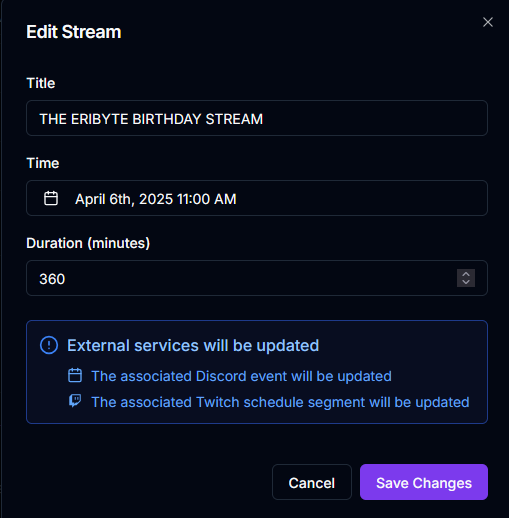 Edit Stream
Title
THE ERIBYTE BIRTHDAY STREAM
Time
April 6th, 2025 11:00 AM
Duration (minutes)
360
External services will be updated
The associated Discord event will be updated
The associated Twitch schedule segment will be updated
Cancel
Save Changes